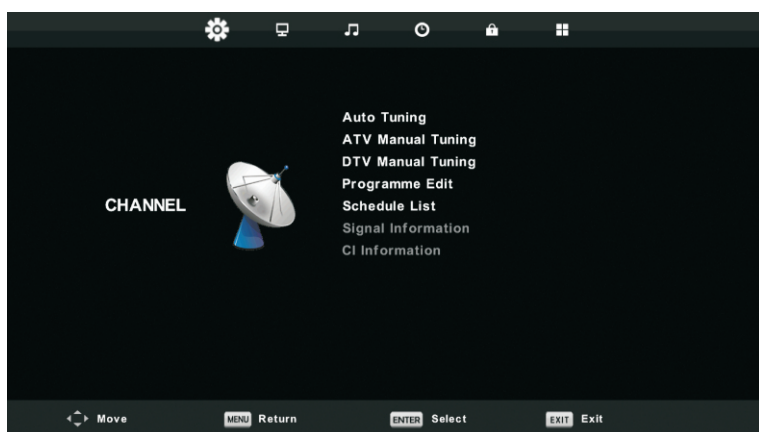 Auto Tuning
ATV Manual Tuning
DTV Manual Tuning
Programme Edit
CHANNEL
Schedule List
Signal Information
CI Information
Move
MENU Return
ENTER Select
EXIT Exit